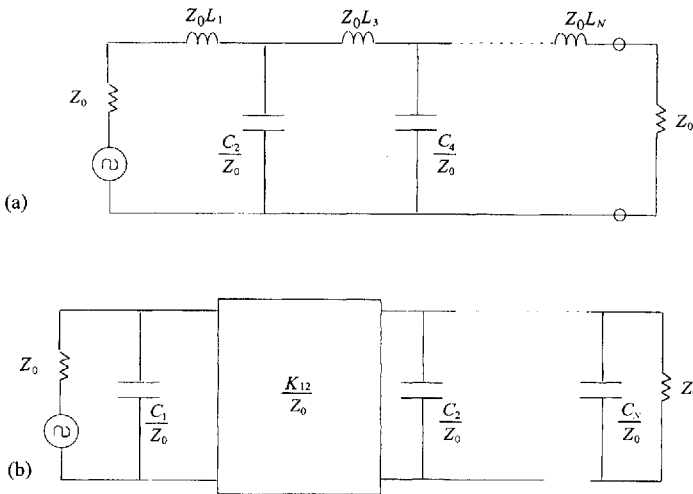 Z₀L₁ Z₀L₃ Z₀L_N
Z₀ C₂/Z₀ C₄/Z₀ Z₀
(a)
Z₀ C₁/Z₀ K₁₂/Z₀ C₂/Z₀ C_N/Z₀ Z
(b)